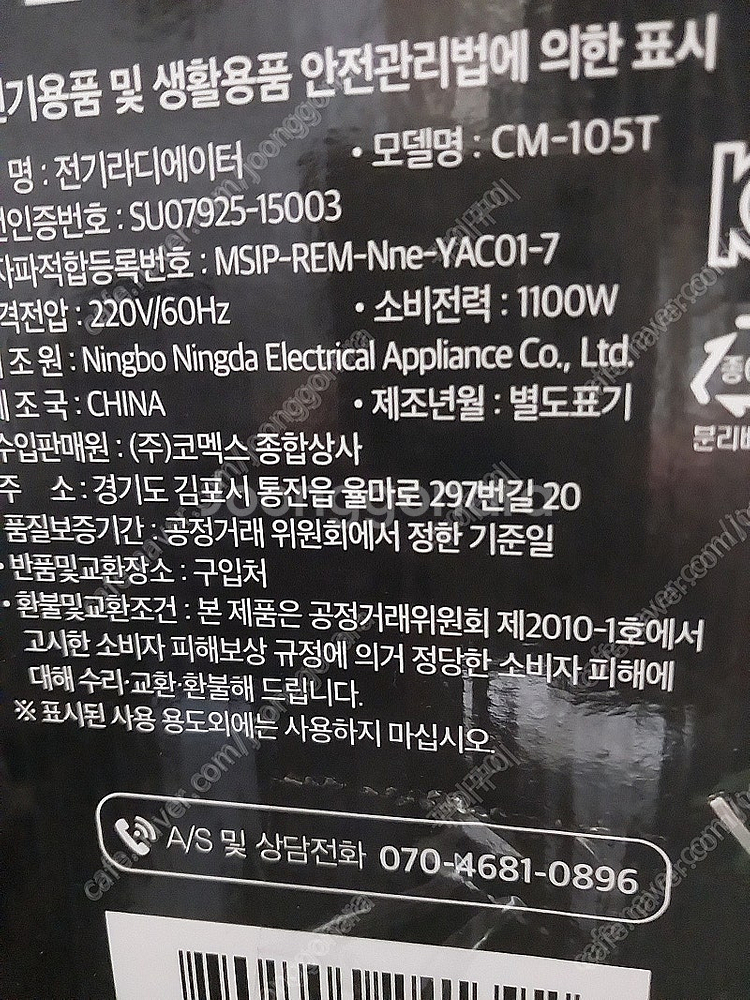 전기용품 및 생활용품 안전관리법에 의한 표시
명 : 전기라디에이터 • 모델명 : CM-105T
안전인증번호 : SU07925-15003
전자파적합등록번호 : MSIP-REM-Nne-YAC01-7
정격전압 : 220V/60Hz • 소비전력 : 1100W
제 조 원 : Ningbo Ningda Electrical Appliance Co., Ltd.
제 조 국 : CHINA • 제조년월 : 별도표기
수입판매원 : (주)코멕스 종합상사
주 소 : 경기도 김포시 통진읍 율마로 297번길 20
품질보증기간 : 공정거래 위원회에서 정한 기준일
• 반품및교환장소 : 구입처
• 환불및교환조건 : 본 제품은 공정거래위원회 제2010-1호에서
고시한 소비자 피해보상 규정에 의거 정당한 소비자 피해에
대해 수리·교환·환불해 드립니다.
※ 표시된 사용 용도외에는 사용하지 마십시오.
A/S 및 상담전화 070-4681-0896
분리배
cafe.naver.com/joonggonara